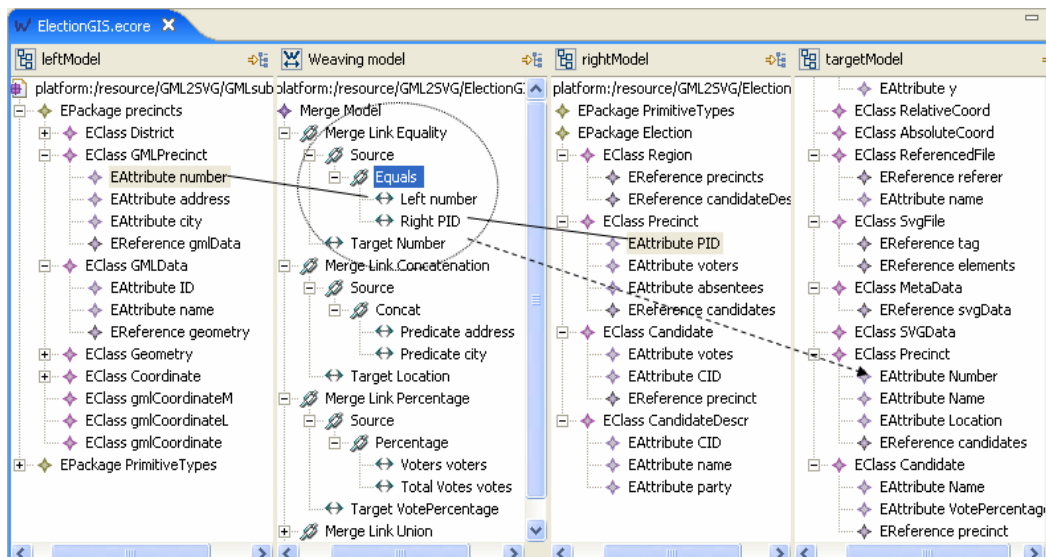 ElectionGIS.ecore
leftModel
platform:/resource/GML2SVG/GMLsub
EPackage precincts
EClass District
EClass GMLPrecinct
EAttribute number
EAttribute address
EAttribute city
EReference gmlData
EClass GMLData
EAttribute ID
EAttribute name
EReference geometry
EClass Geometry
EClass Coordinate
EClass gmlCoordinateM
EClass gmlCoordinateL
EClass gmlCoordinate
EPackage PrimitiveTypes
Weaving model
platform:/resource/GML2SVG/ElectionG:
Merge Model
Merge Link Equality
Source
Equals
Left number
Right PID
Target Number
Merge Link Concatenation
Source
Concat
Predicate address
Predicate city
Target Location
Merge Link Percentage
Source
Percentage
Voters voters
Total Votes votes
Target VotePercentage
Merge Link Union
rightModel
platform:/resource/GML2SVG/Election
EPackage PrimitiveTypes
EPackage Election
EClass Region
EReference precincts
EReference candidateDes
EClass Precinct
EAttribute PID
EAttribute voters
EAttribute absentees
EReference candidates
EClass Candidate
EAttribute votes
EAttribute CID
EReference precinct
EClass CandidateDescr
EAttribute CID
EAttribute name
EAttribute party
targetModel
EAttribute y
EClass RelativeCoord
EClass AbsoluteCoord
EClass ReferencedFile
EReference referer
EAttribute name
EClass SvgFile
EReference tag
EReference elements
EClass MetaData
EReference svgData
EClass SVGData
EClass Precinct
EAttribute Number
EAttribute Name
EAttribute Location
EReference candidates
EClass Candidate
EAttribute Name
EAttribute VotePercentag
EReference precinct